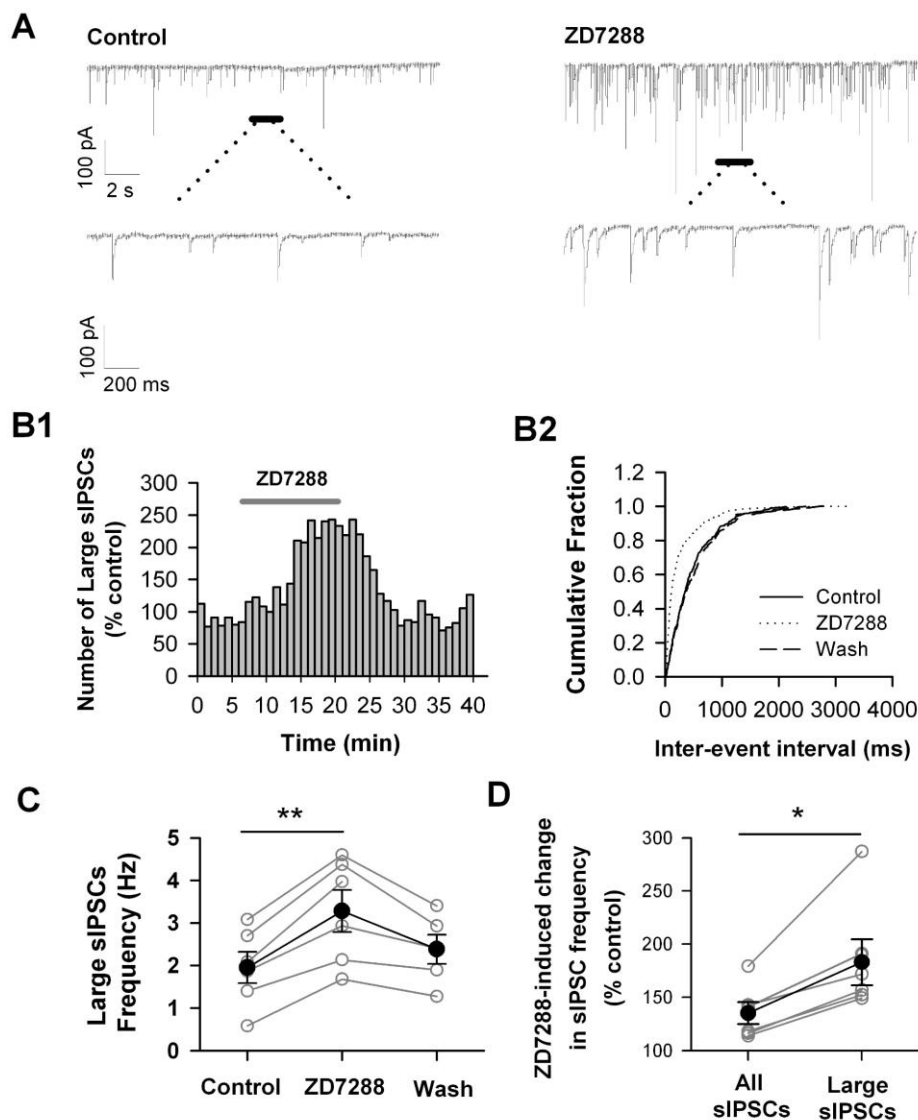 A
Control
ZD7288
100 pA
2 s
100 pA
200 ms
B1
Number of Large sIPSCs
(% control)
ZD7288
300
250
200
150
100
50
0
0 5 10 15 20 25 30 35 40
Time (min)
B2
Cumulative Fraction
1.2
1.0
0.8
0.6
0.4
0.2
0.0
Control
ZD7288
Wash
0 1000 2000 3000 4000
Inter-event interval (ms)
C
Large sIPSCs
Frequency (Hz)
**
5
4
3
2
1
0
Control ZD7288 Wash
D
ZD7288-induced change
in sIPSC frequency
(% control)
*
300
250
200
150
100
All
sIPSCs
Large
sIPSCs